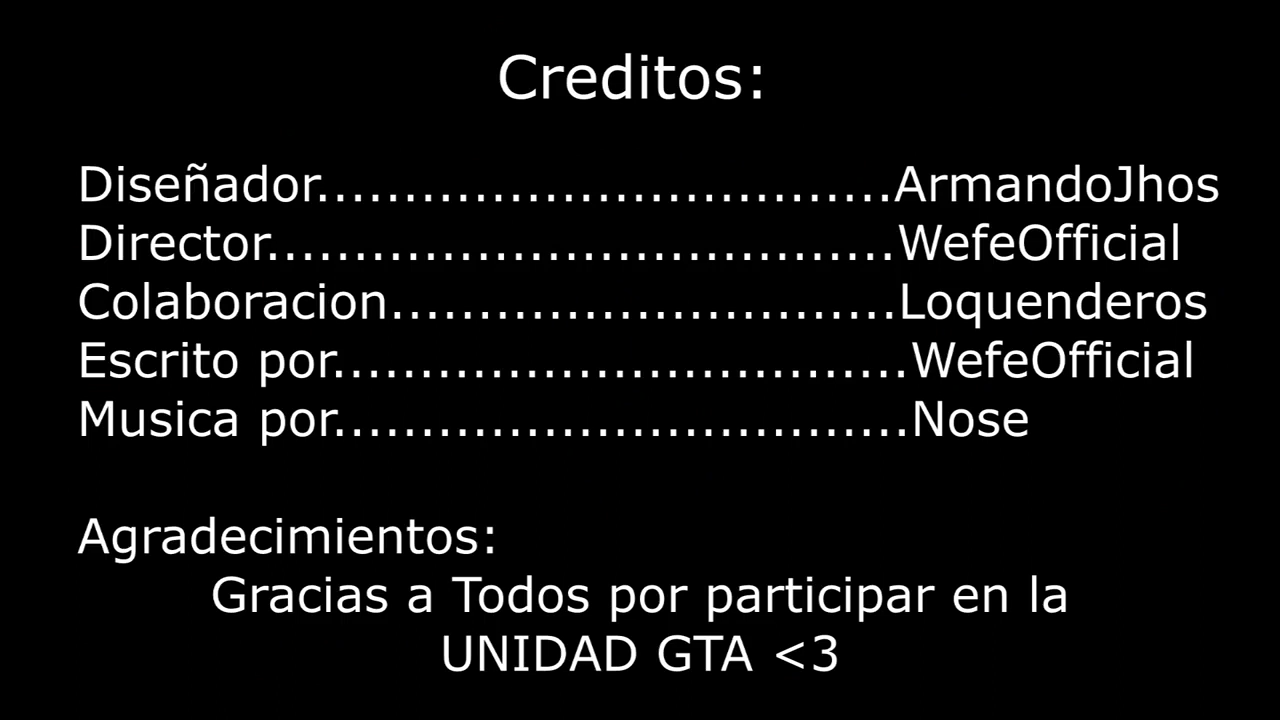 Creditos:
Diseñador.................................ArmandoJhos
Director....................................WefeOfficial
Colaboracion.............................Loquenderos
Escrito por.................................WefeOfficial
Musica por.................................Nose
Agradecimientos:
Gracias a Todos por participar en la
UNIDAD GTA <3